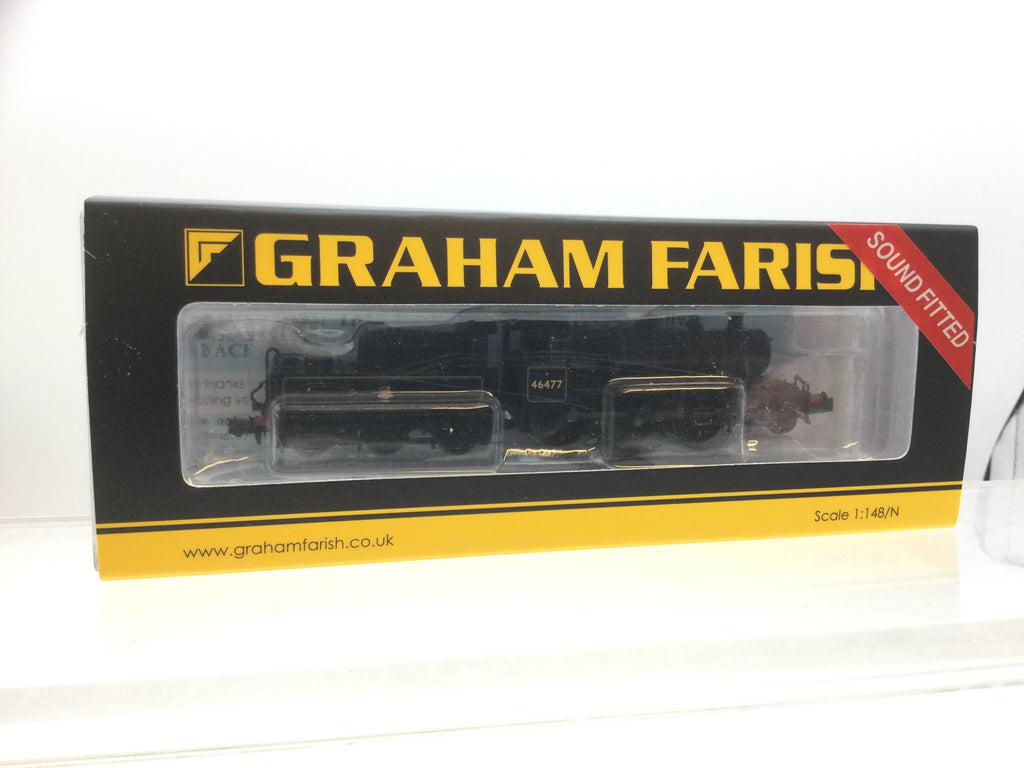 GRAHAM FARISH
SOUND FITTED
46477
Scale 1:148/N
www.grahamfarish.co.uk